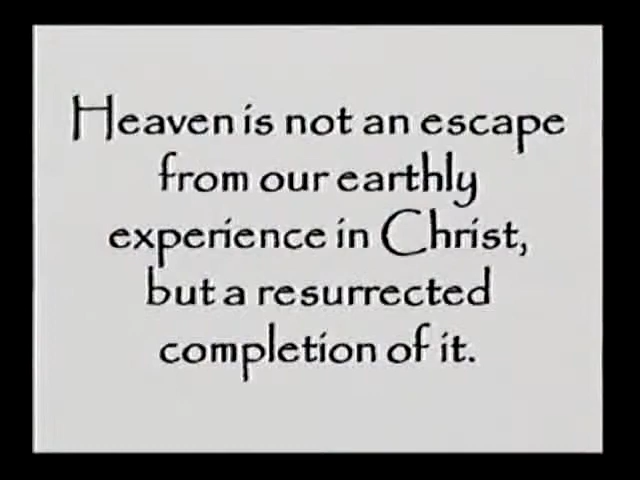 Heaven is not an escape
from our earthly
experience in Christ,
but a resurrected
completion of it.